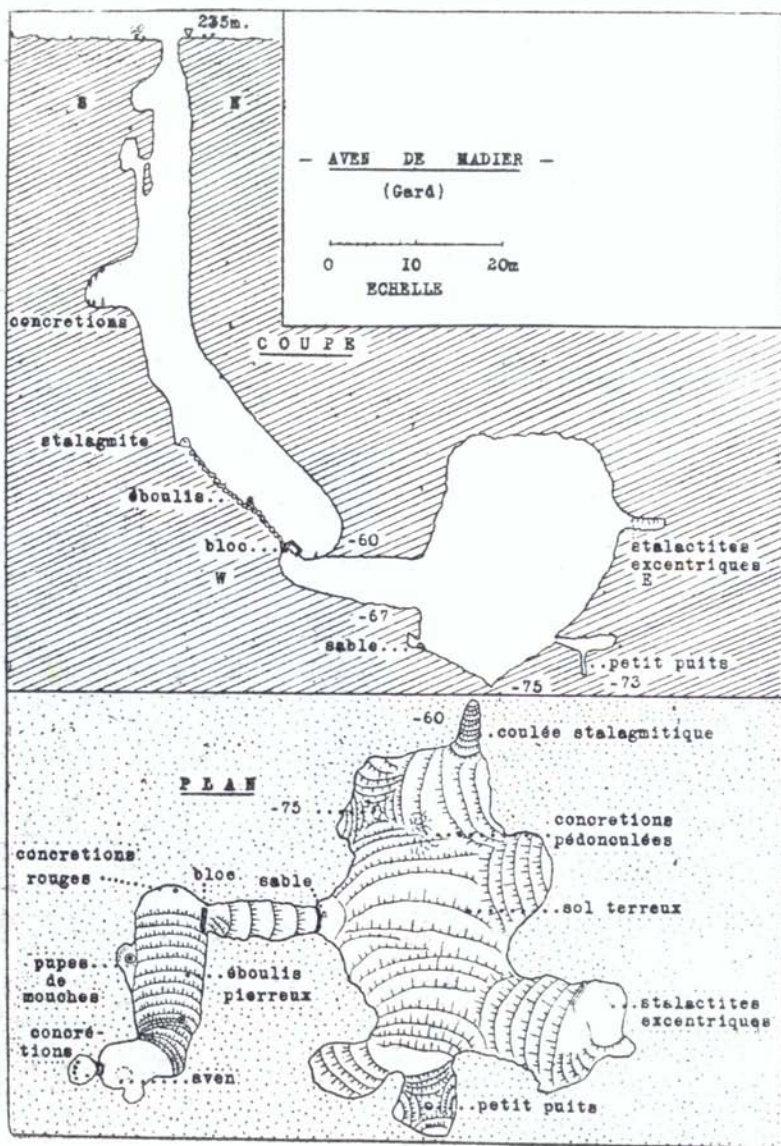 235m.
S
N
— AVEN DE MADIER —
(Gard)
0 10 20m
ECHELLE
concretions
COUPE
stalagmite
éboulis..
bloc..
-60
W
stalactites
excentriques
E
-67
sable..
..petit puits
-73
-75
-60
.coulée stalagmitique
PLAN
-75
concretions
pédonculées
concretions
rouges
bloc
sable
sol terreux
pupes
de
mouches
éboulis
pierreux
stalactites
excentriques
concré-
tions
aven
..petit puits